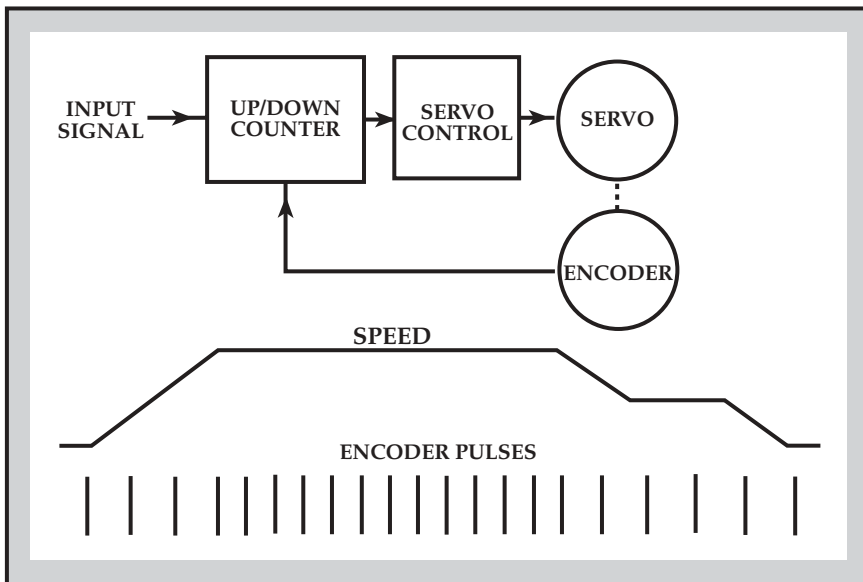 INPUT
SIGNAL
UP/DOWN
COUNTER
SERVO
CONTROL
SERVO
ENCODER
SPEED
ENCODER PULSES